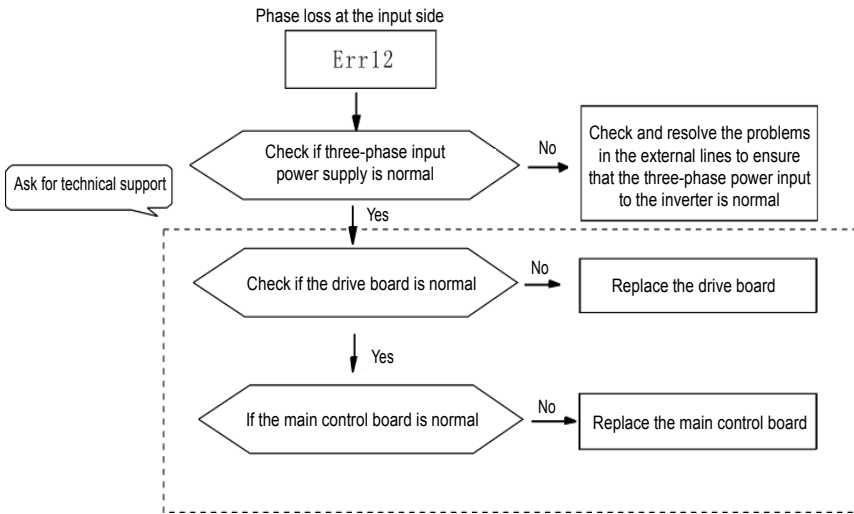 Phase loss at the input side
Err12
Check if three-phase input
power supply is normal
No
Check and resolve the problems
in the external lines to ensure
that the three-phase power input
to the inverter is normal
Ask for technical support
Yes
Check if the drive board is normal
No
Replace the drive board
Yes
If the main control board is normal
No
Replace the main control board